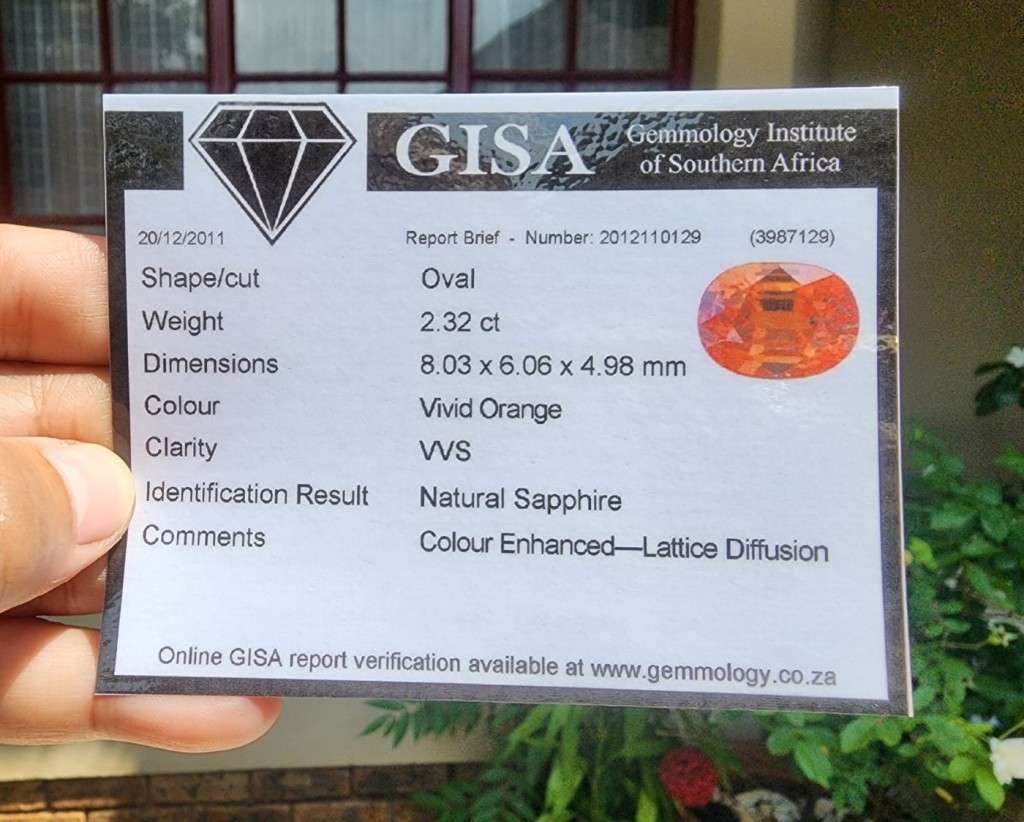 GISA Gemmology Institute
of Southern Africa
20/12/2011 Report Brief - Number: 2012110129 (3987129)
Shape/cut Oval
Weight 2.32 ct
Dimensions 8.03 x 6.06 x 4.98 mm
Colour Vivid Orange
Clarity VVS
Identification Result Natural Sapphire
Comments Colour Enhanced—Lattice Diffusion
Online GISA report verification available at www.gemmology.co.za